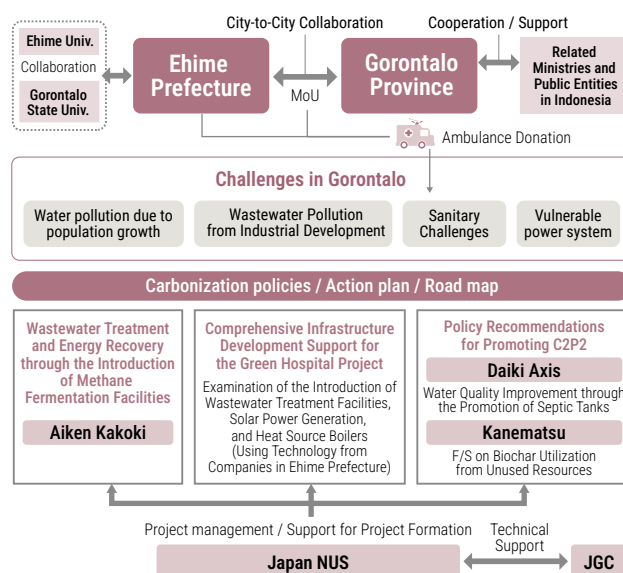 City-to-City Collaboration
Cooperation / Support
Ehime Univ.
Collaboration
Gorontalo
State Univ.
Ehime
Prefecture
MoU
Gorontalo
Province
Related
Ministries and
Public Entities
in Indonesia
Ambulance Donation
Challenges in Gorontalo
Water pollution due to
population growth
Wastewater Pollution
from Industrial Development
Sanitary
Challenges
Vulnerable
power system
Carbonization policies / Action plan / Road map
Wastewater Treatment
and Energy Recovery
through the Introduction
of Methane
Fermentation Facilities
Aiken Kakoki
Comprehensive Infrastructure
Development Support for
the Green Hospital Project
Examination of the Introduction of
Wastewater Treatment Facilities,
Solar Power Generation,
and Heat Source Boilers
(Using Technology from
Companies in Ehime Prefecture)
Policy Recommendations
for Promoting C2P2
Daiki Axis
Water Quality Improvement through
the Promotion of Septic Tanks
Kanematsu
F/S on Biochar Utilization
from Unused Resources
Project management / Support for Project Formation
Japan NUS
Technical
Support
JGC